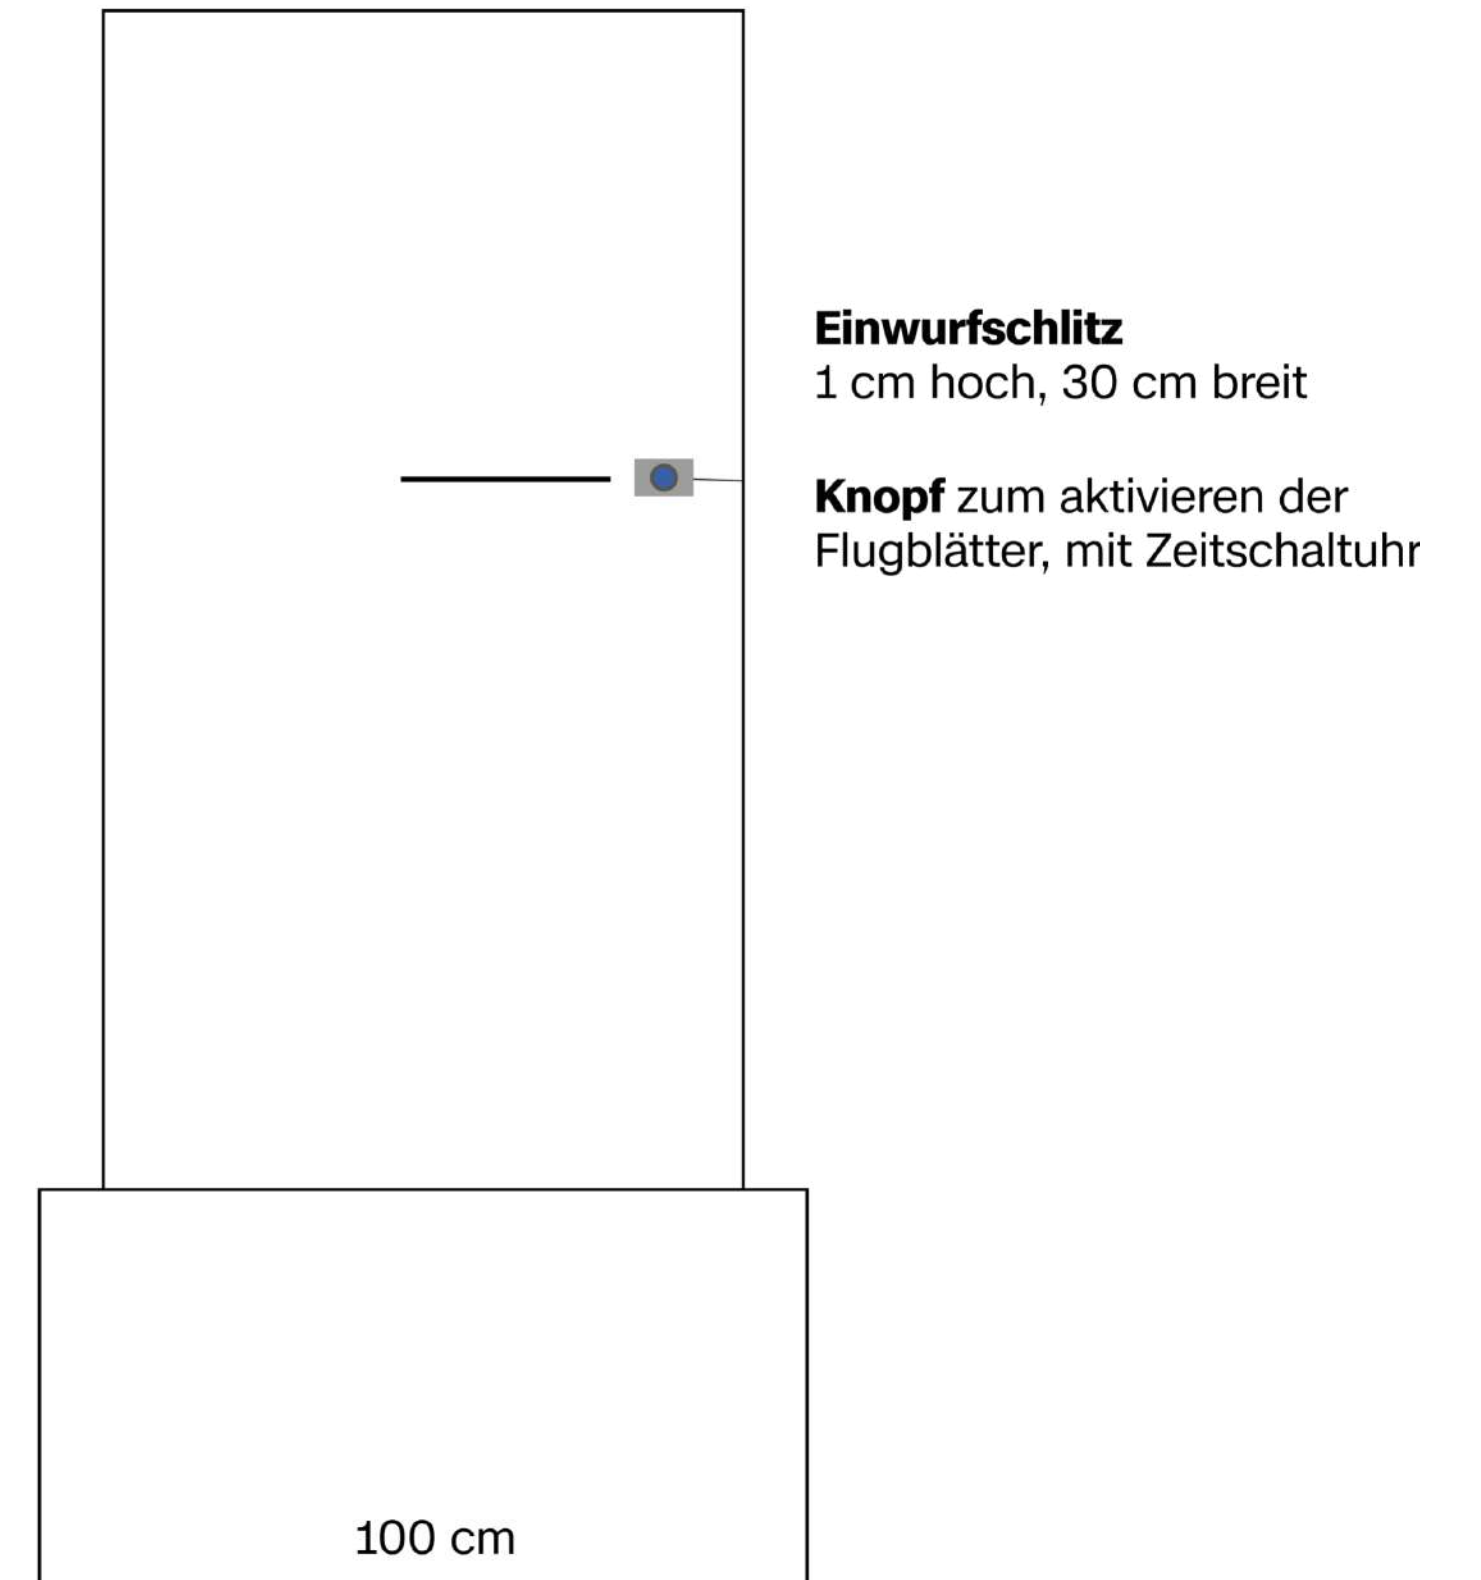 Einwurfschlitz
1 cm hoch, 30 cm breit
Knopf zum aktivieren der
Flugblätter, mit Zeitschaltuhr
100 cm